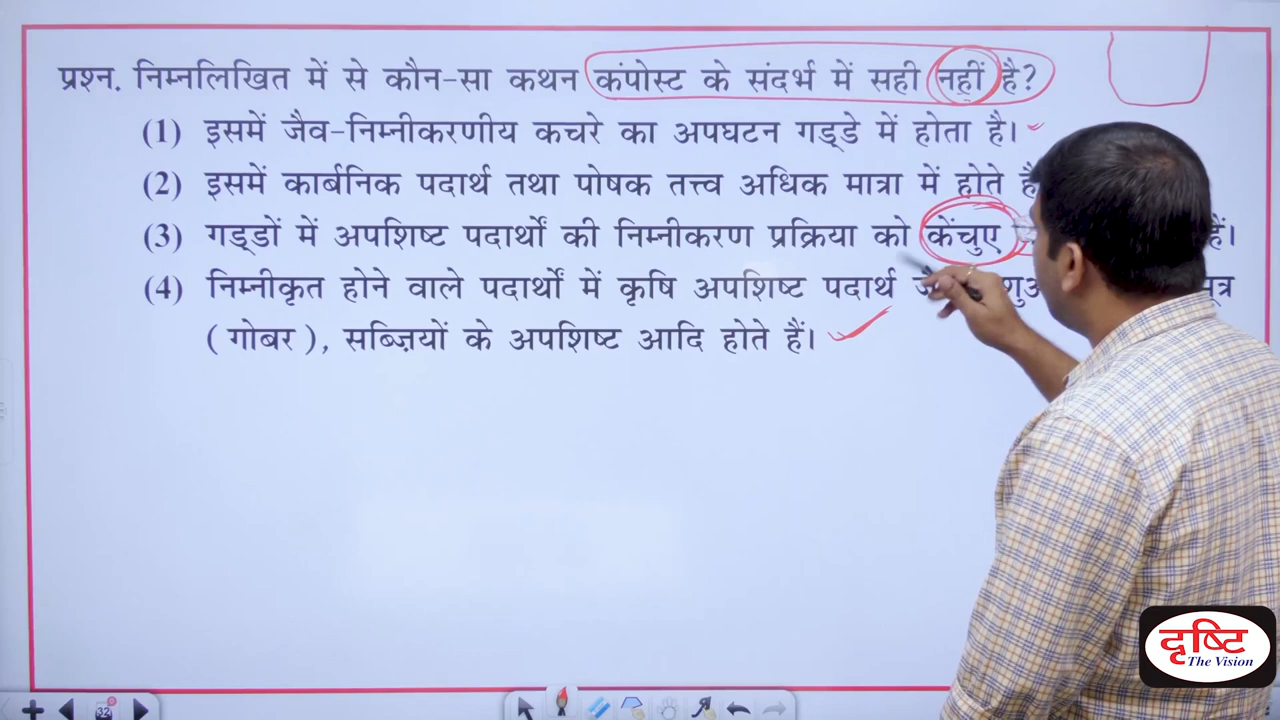 प्रश्न. निम्नलिखित में से कौन-सा कथन कंपोस्ट के संदर्भ में सही नहीं है?
(1) इसमें जैव-निम्नीकरणीय कचरे का अपघटन गड्डे में होता है।
(2) इसमें कार्बनिक पदार्थ तथा पोषक तत्त्व अधिक मात्रा में होते
(3) गड्डों में अपशिष्ट पदार्थों की निम्नीकरण प्रक्रिया को केंचुए हैं।
(4) निम्नीकृत होने वाले पदार्थों में कृषि अपशिष्ट पदार्थ
(गोबर), सब्ज़ियों के अपशिष्ट आदि होते हैं।
दृष्टि
The Vision
32